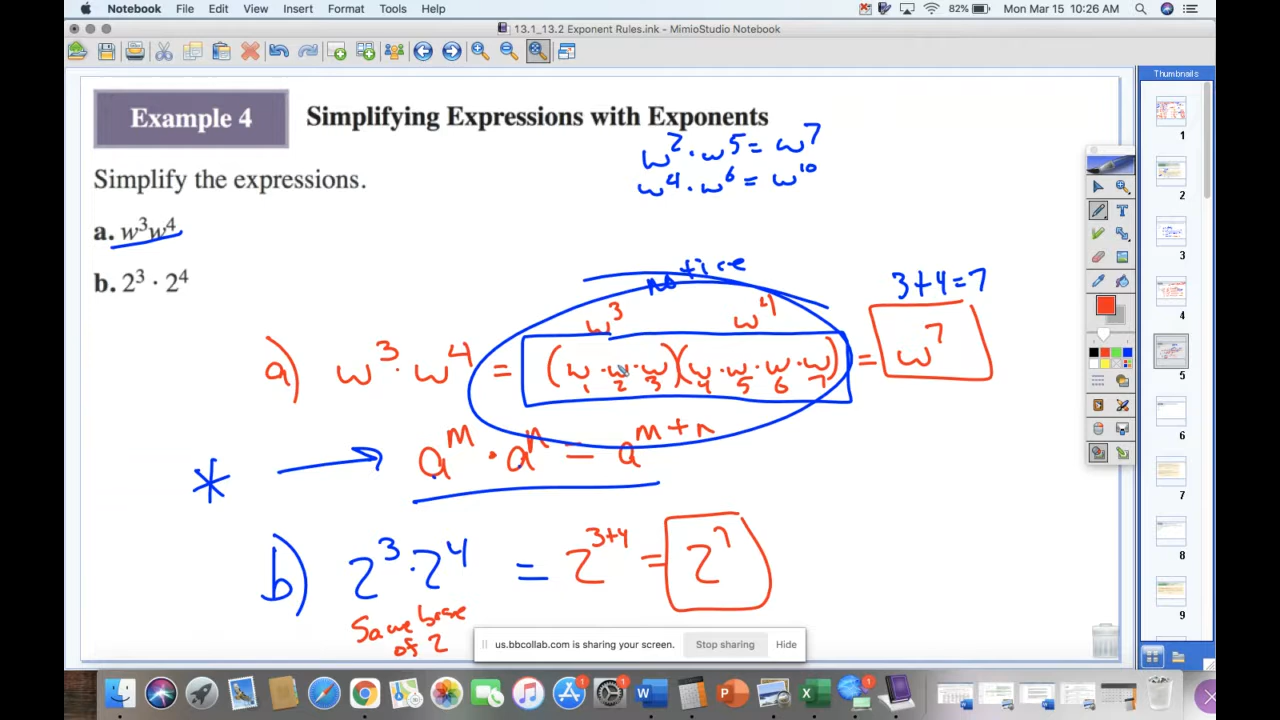 Notebook File Edit View Insert Format Tools Help 82% Mon Mar 15 10:26 AM
13.1_13.2 Exponent Rules.ink - MimioStudio Notebook
Thumbnails
Example 4 Simplifying Expressions with Exponents
w² · w⁵ = w⁷
w⁴ · w⁶ = w¹⁰
Simplify the expressions.
a. w³w⁴
b. 2³ · 2⁴
notice
3+4=7
w³ w⁴
a) w³ · w⁴ = (w · w · w)(w · w · w · w) = w⁷
1 2 3 4 5 6 7
* → aᵐ · aⁿ = aᵐ⁺ⁿ
b) 2³ · 2⁴ = 2³⁺⁴ = 2⁷
Same base
of 2
us.bbcollab.com is sharing your screen. Stop sharing Hide
1
2
3
4
5
6
7
8
9
1
1
1